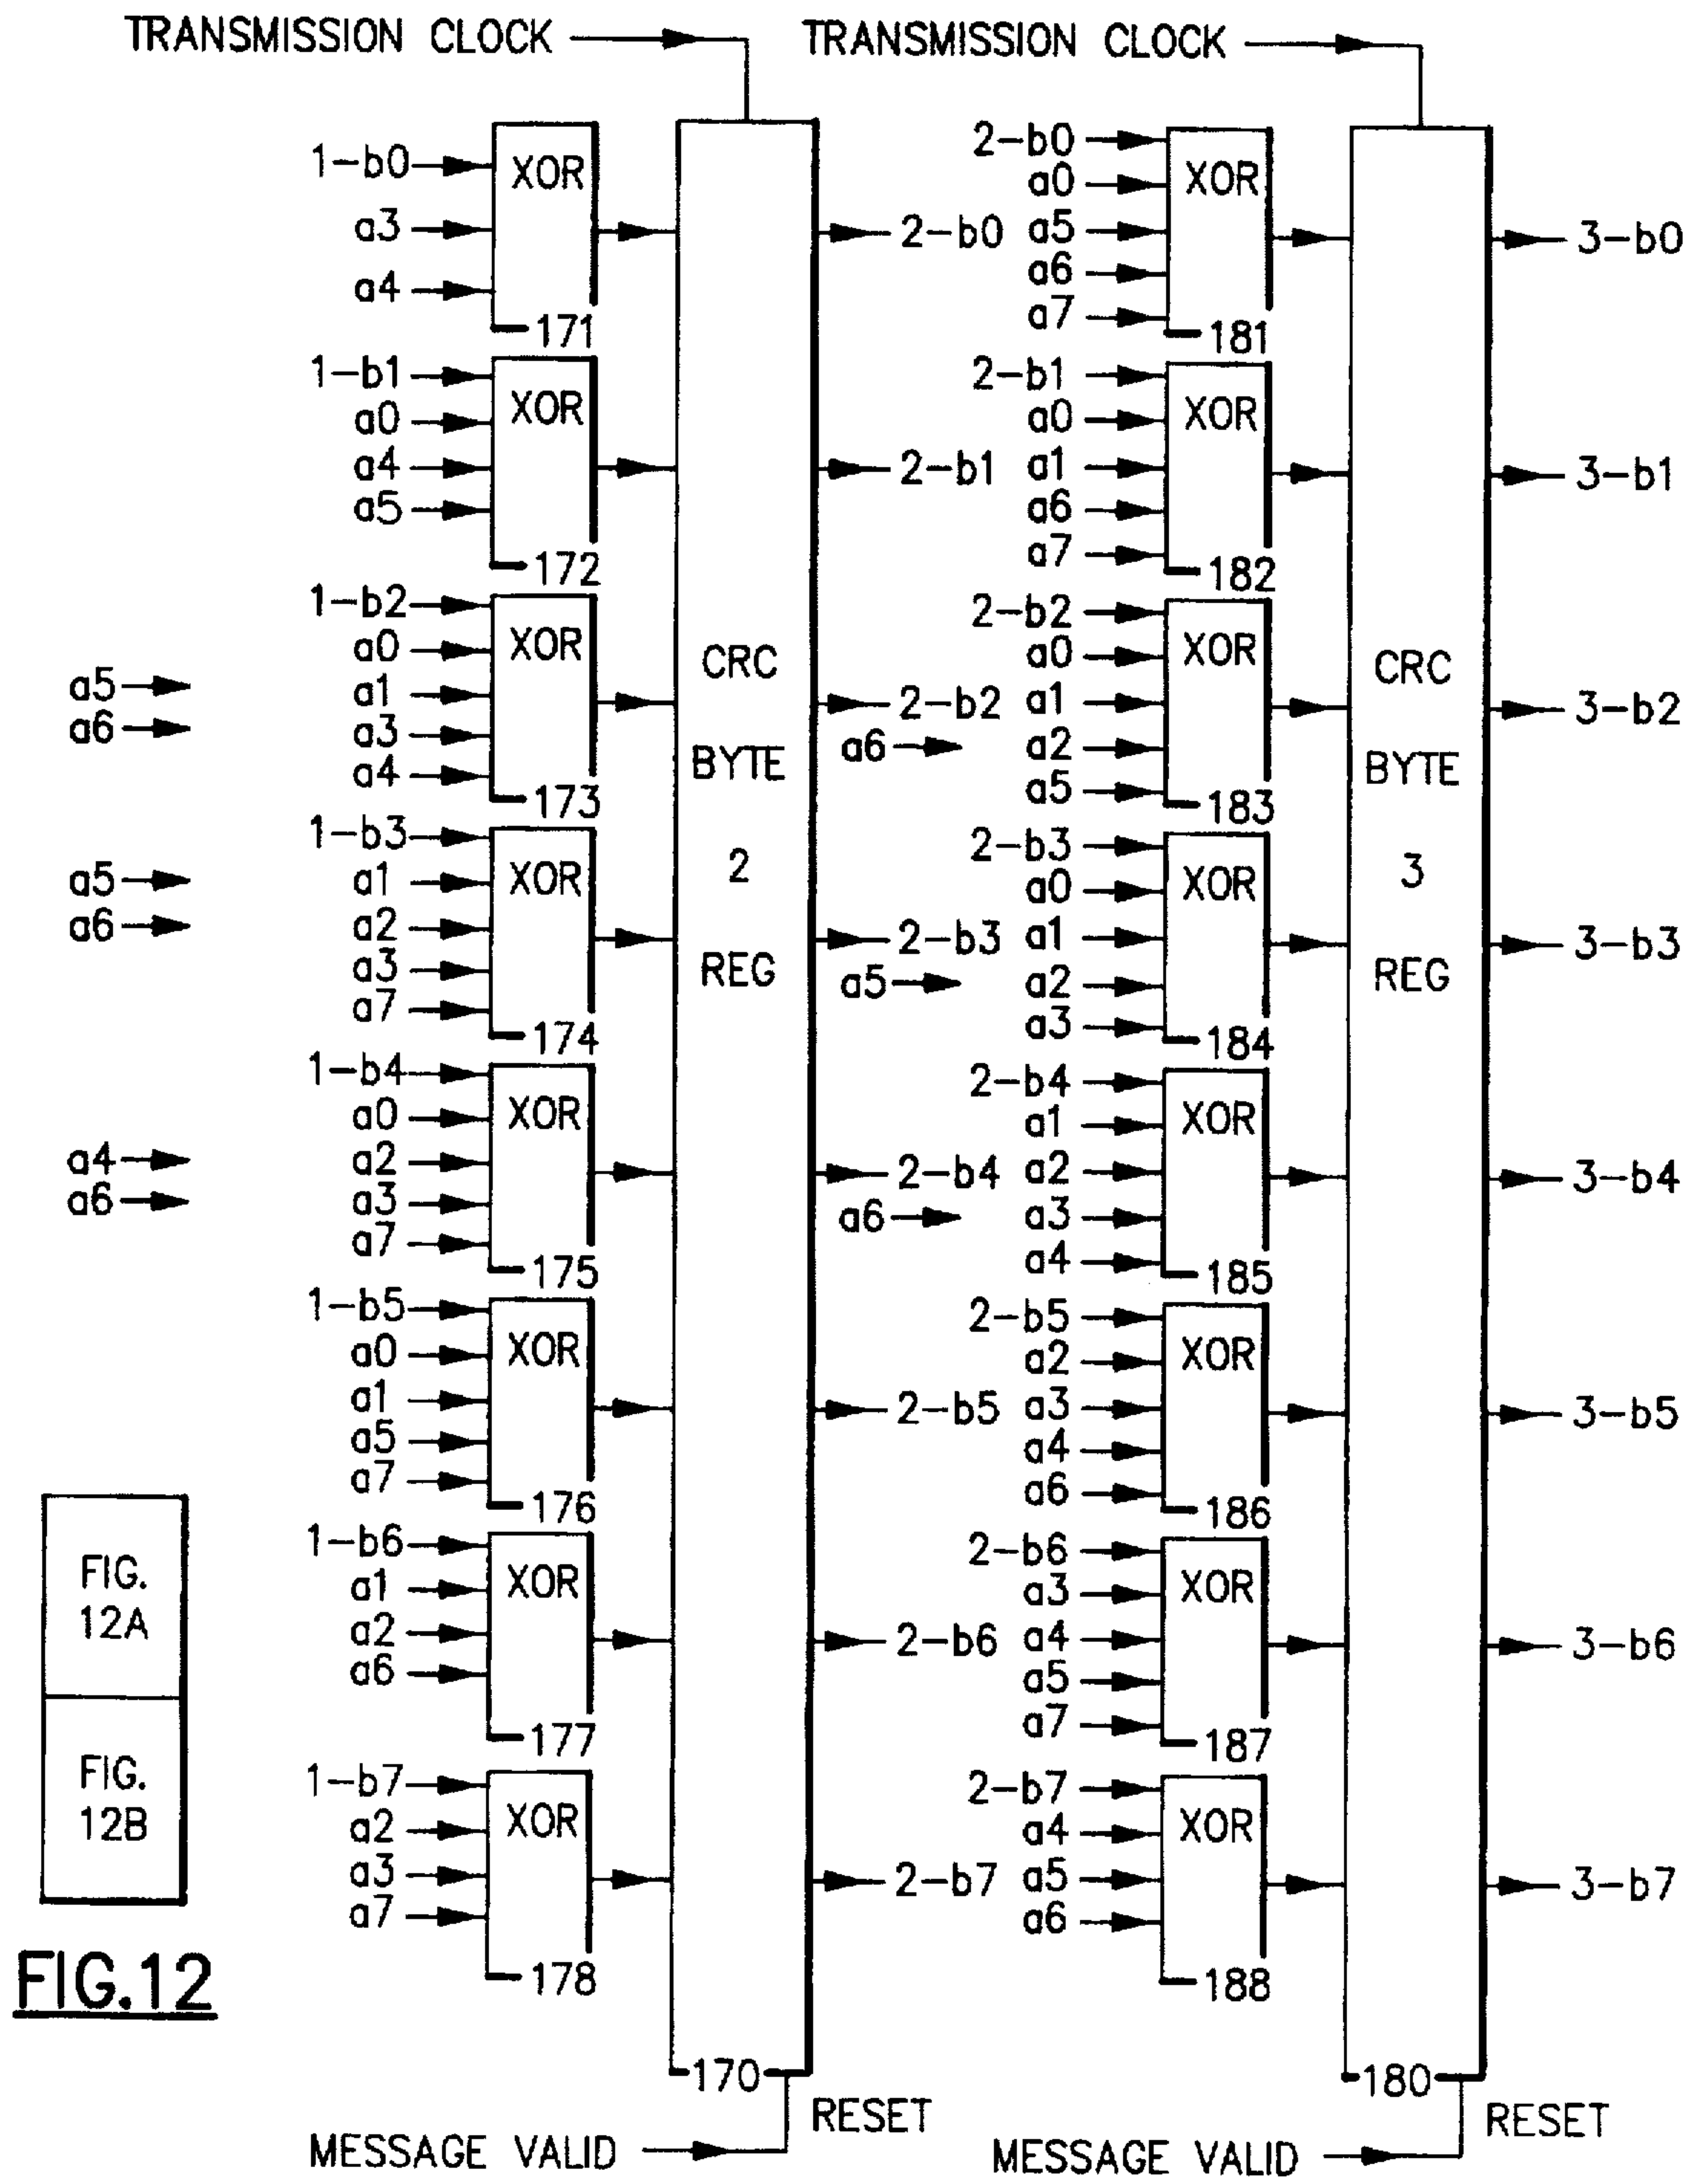 TRANSMISSION CLOCK
1-b0
a3
a4
XOR
171
1-b1
a0
a4
a5
XOR
172
1-b2
a0
a1
a3
a4
a5
a6
XOR
173
1-b3
a1
a2
a3
a7
a5
a6
XOR
174
1-b4
a0
a2
a3
a7
a4
a6
XOR
175
1-b5
a0
a1
a5
a7
XOR
176
1-b6
a1
a2
a6
XOR
177
1-b7
a2
a3
a7
XOR
178
CRC
BYTE
2
REG
170
RESET
MESSAGE VALID
2-b0
2-b1
2-b2
2-b3
2-b4
2-b5
2-b6
2-b7
TRANSMISSION CLOCK
2-b0
a0
a5
a6
a7
XOR
181
2-b1
a0
a1
a6
a7
XOR
182
2-b2
a0
a1
a2
a5
a6
XOR
183
2-b3
a0
a1
a2
a3
a5
XOR
184
2-b4
a1
a2
a3
a4
a6
XOR
185
2-b5
a2
a3
a4
a6
XOR
186
2-b6
a3
a4
a5
a7
XOR
187
2-b7
a4
a5
a6
XOR
188
CRC
BYTE
3
REG
180
RESET
MESSAGE VALID
3-b0
3-b1
3-b2
3-b3
3-b4
3-b5
3-b6
3-b7
FIG.
12A
FIG.
12B
FIG.12